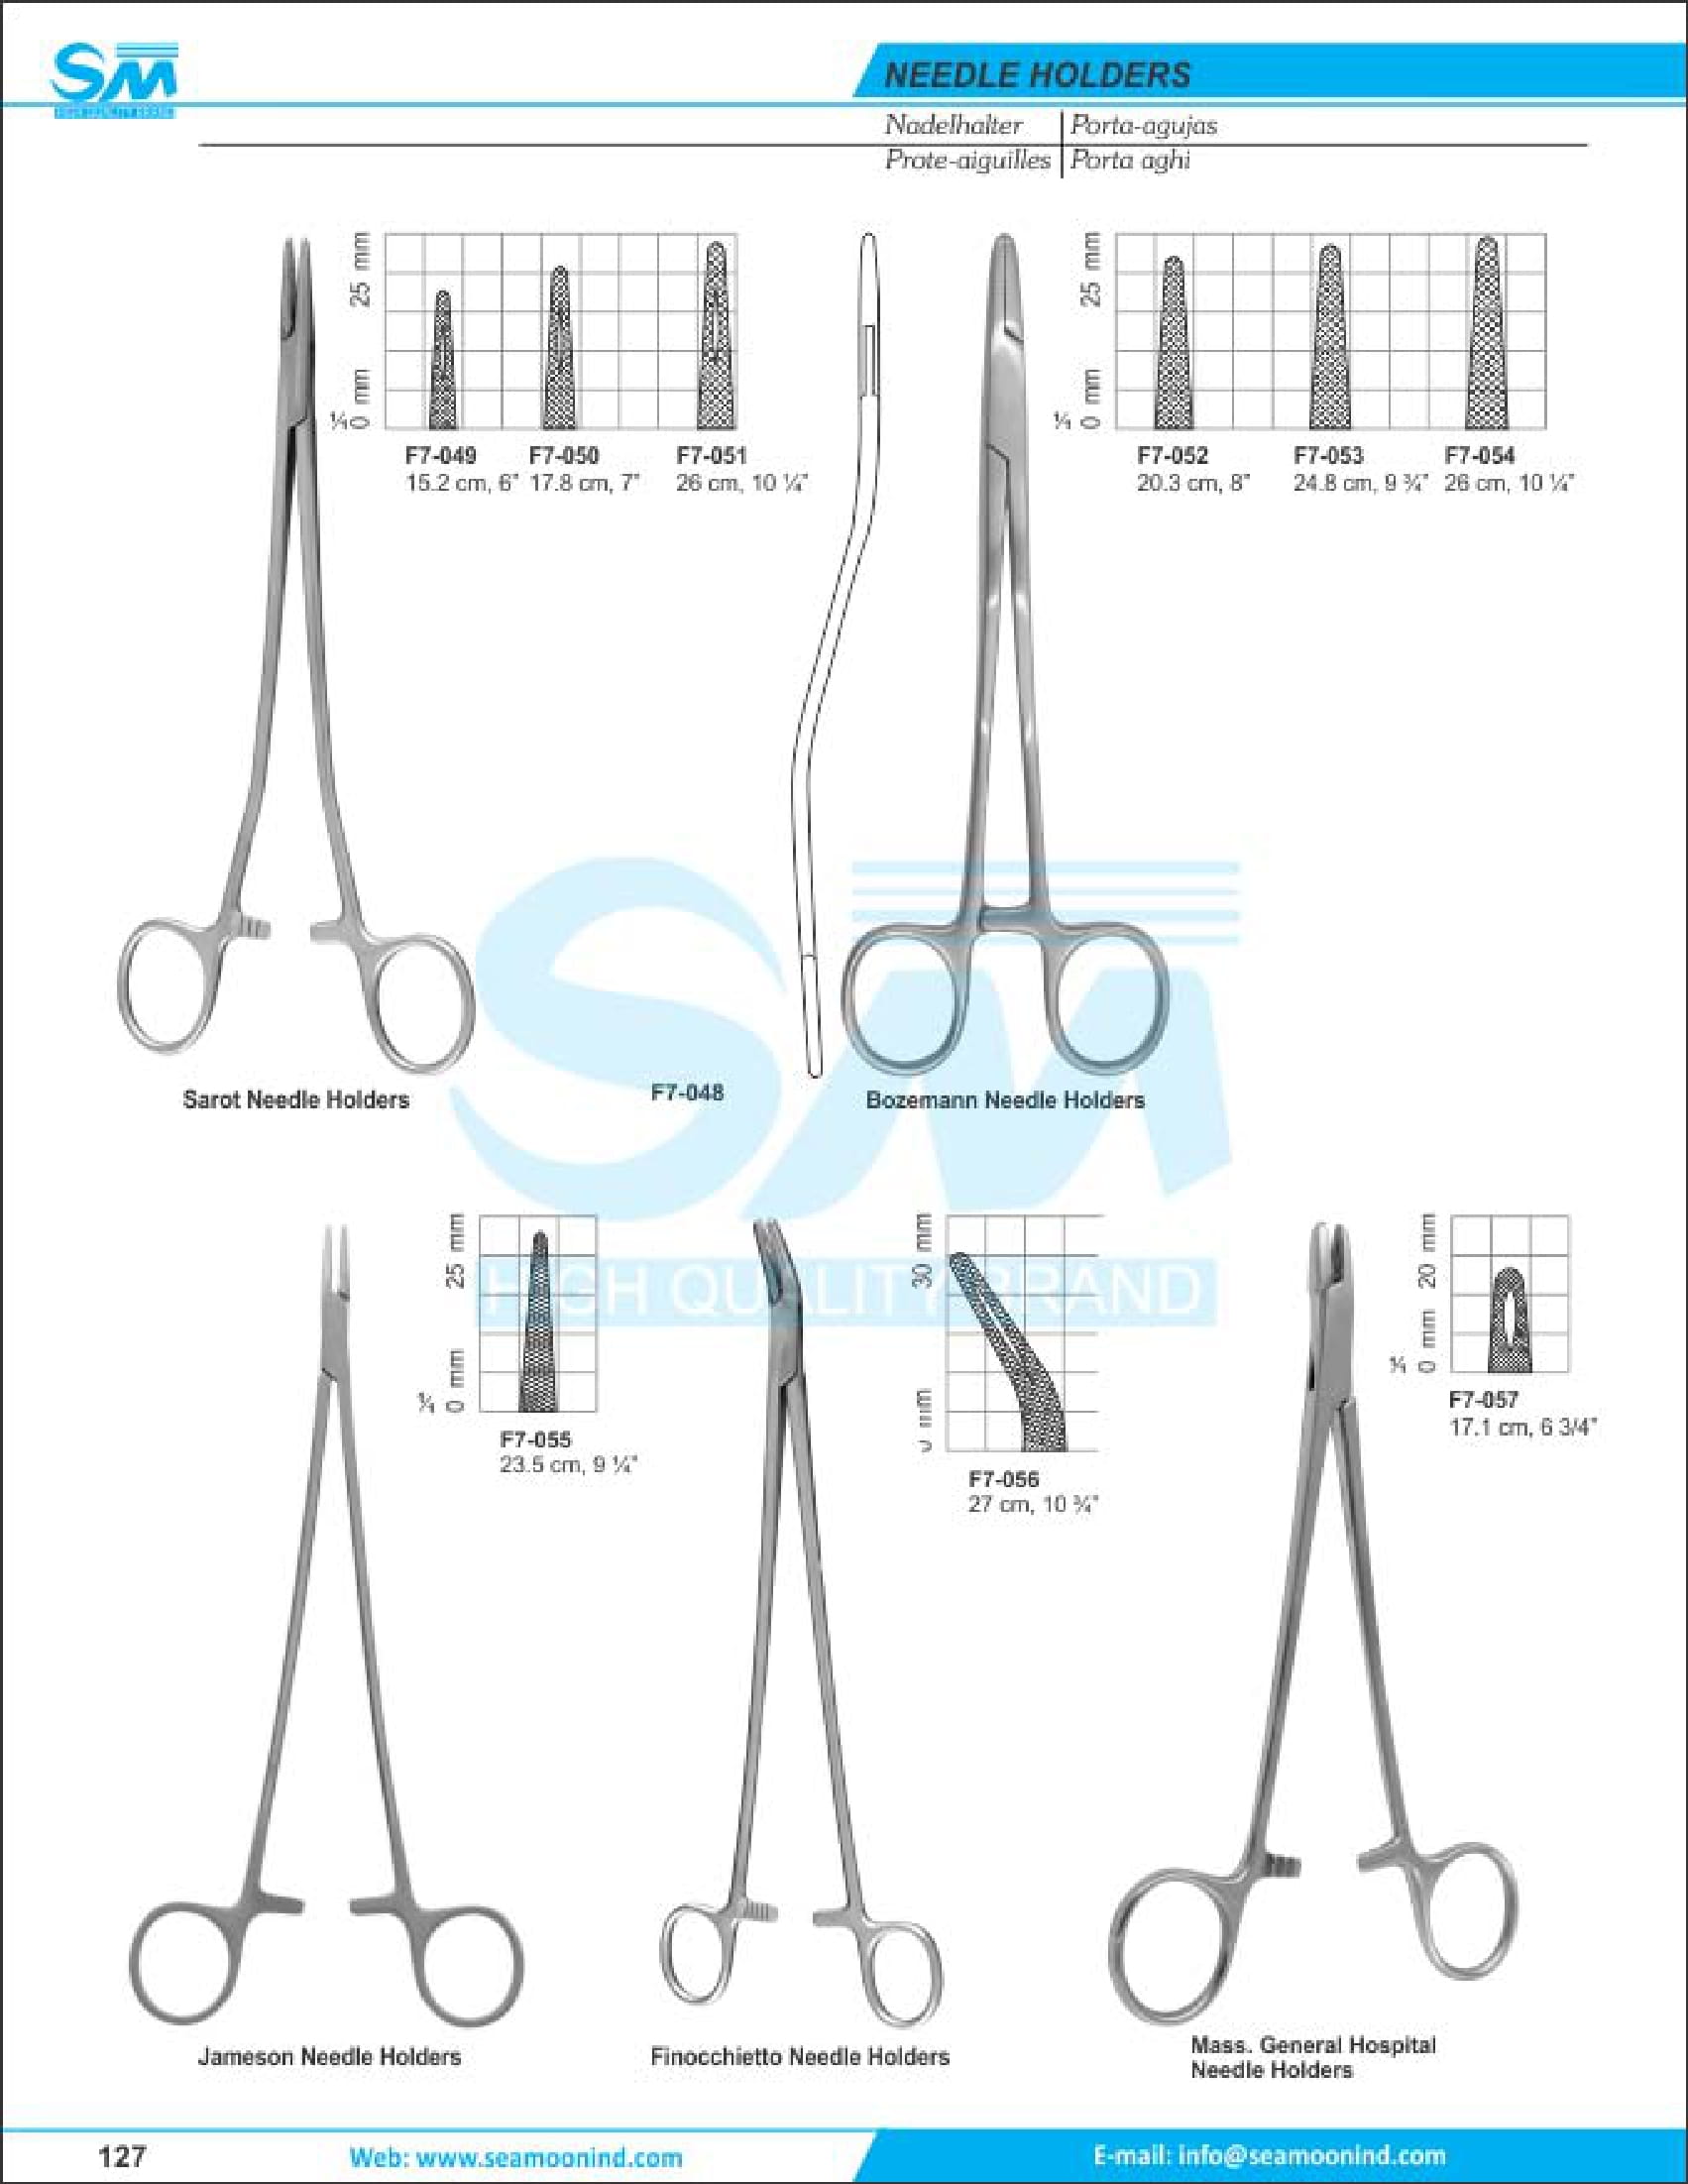 SM
NEEDLE HOLDERS
Nadelhalter
Porta-agujas
Prote-aiguilles
Porta aghi
25 mm
¼ 0 mm
F7-049
15.2 cm, 6"
F7-050
17.8 cm, 7"
F7-051
26 cm, 10 ¼"
25 mm
¼ 0 mm
F7-052
20.3 cm, 8"
F7-053
24.8 cm, 9 ¾"
F7-054
26 cm, 10 ¼"
Sarot Needle Holders
F7-048
Bozemann Needle Holders
SM
HIGH QUALITY BRAND
25 mm
¼ 0 mm
F7-055
23.5 cm, 9 ¼"
30 mm
0 mm
F7-056
27 cm, 10 ¾"
20 mm
¼ 0 mm
F7-057
17.1 cm, 6 3/4"
Jameson Needle Holders
Finocchietto Needle Holders
Mass. General Hospital
Needle Holders
127
Web: www.seamoonind.com
E-mail: info@seamoonind.com